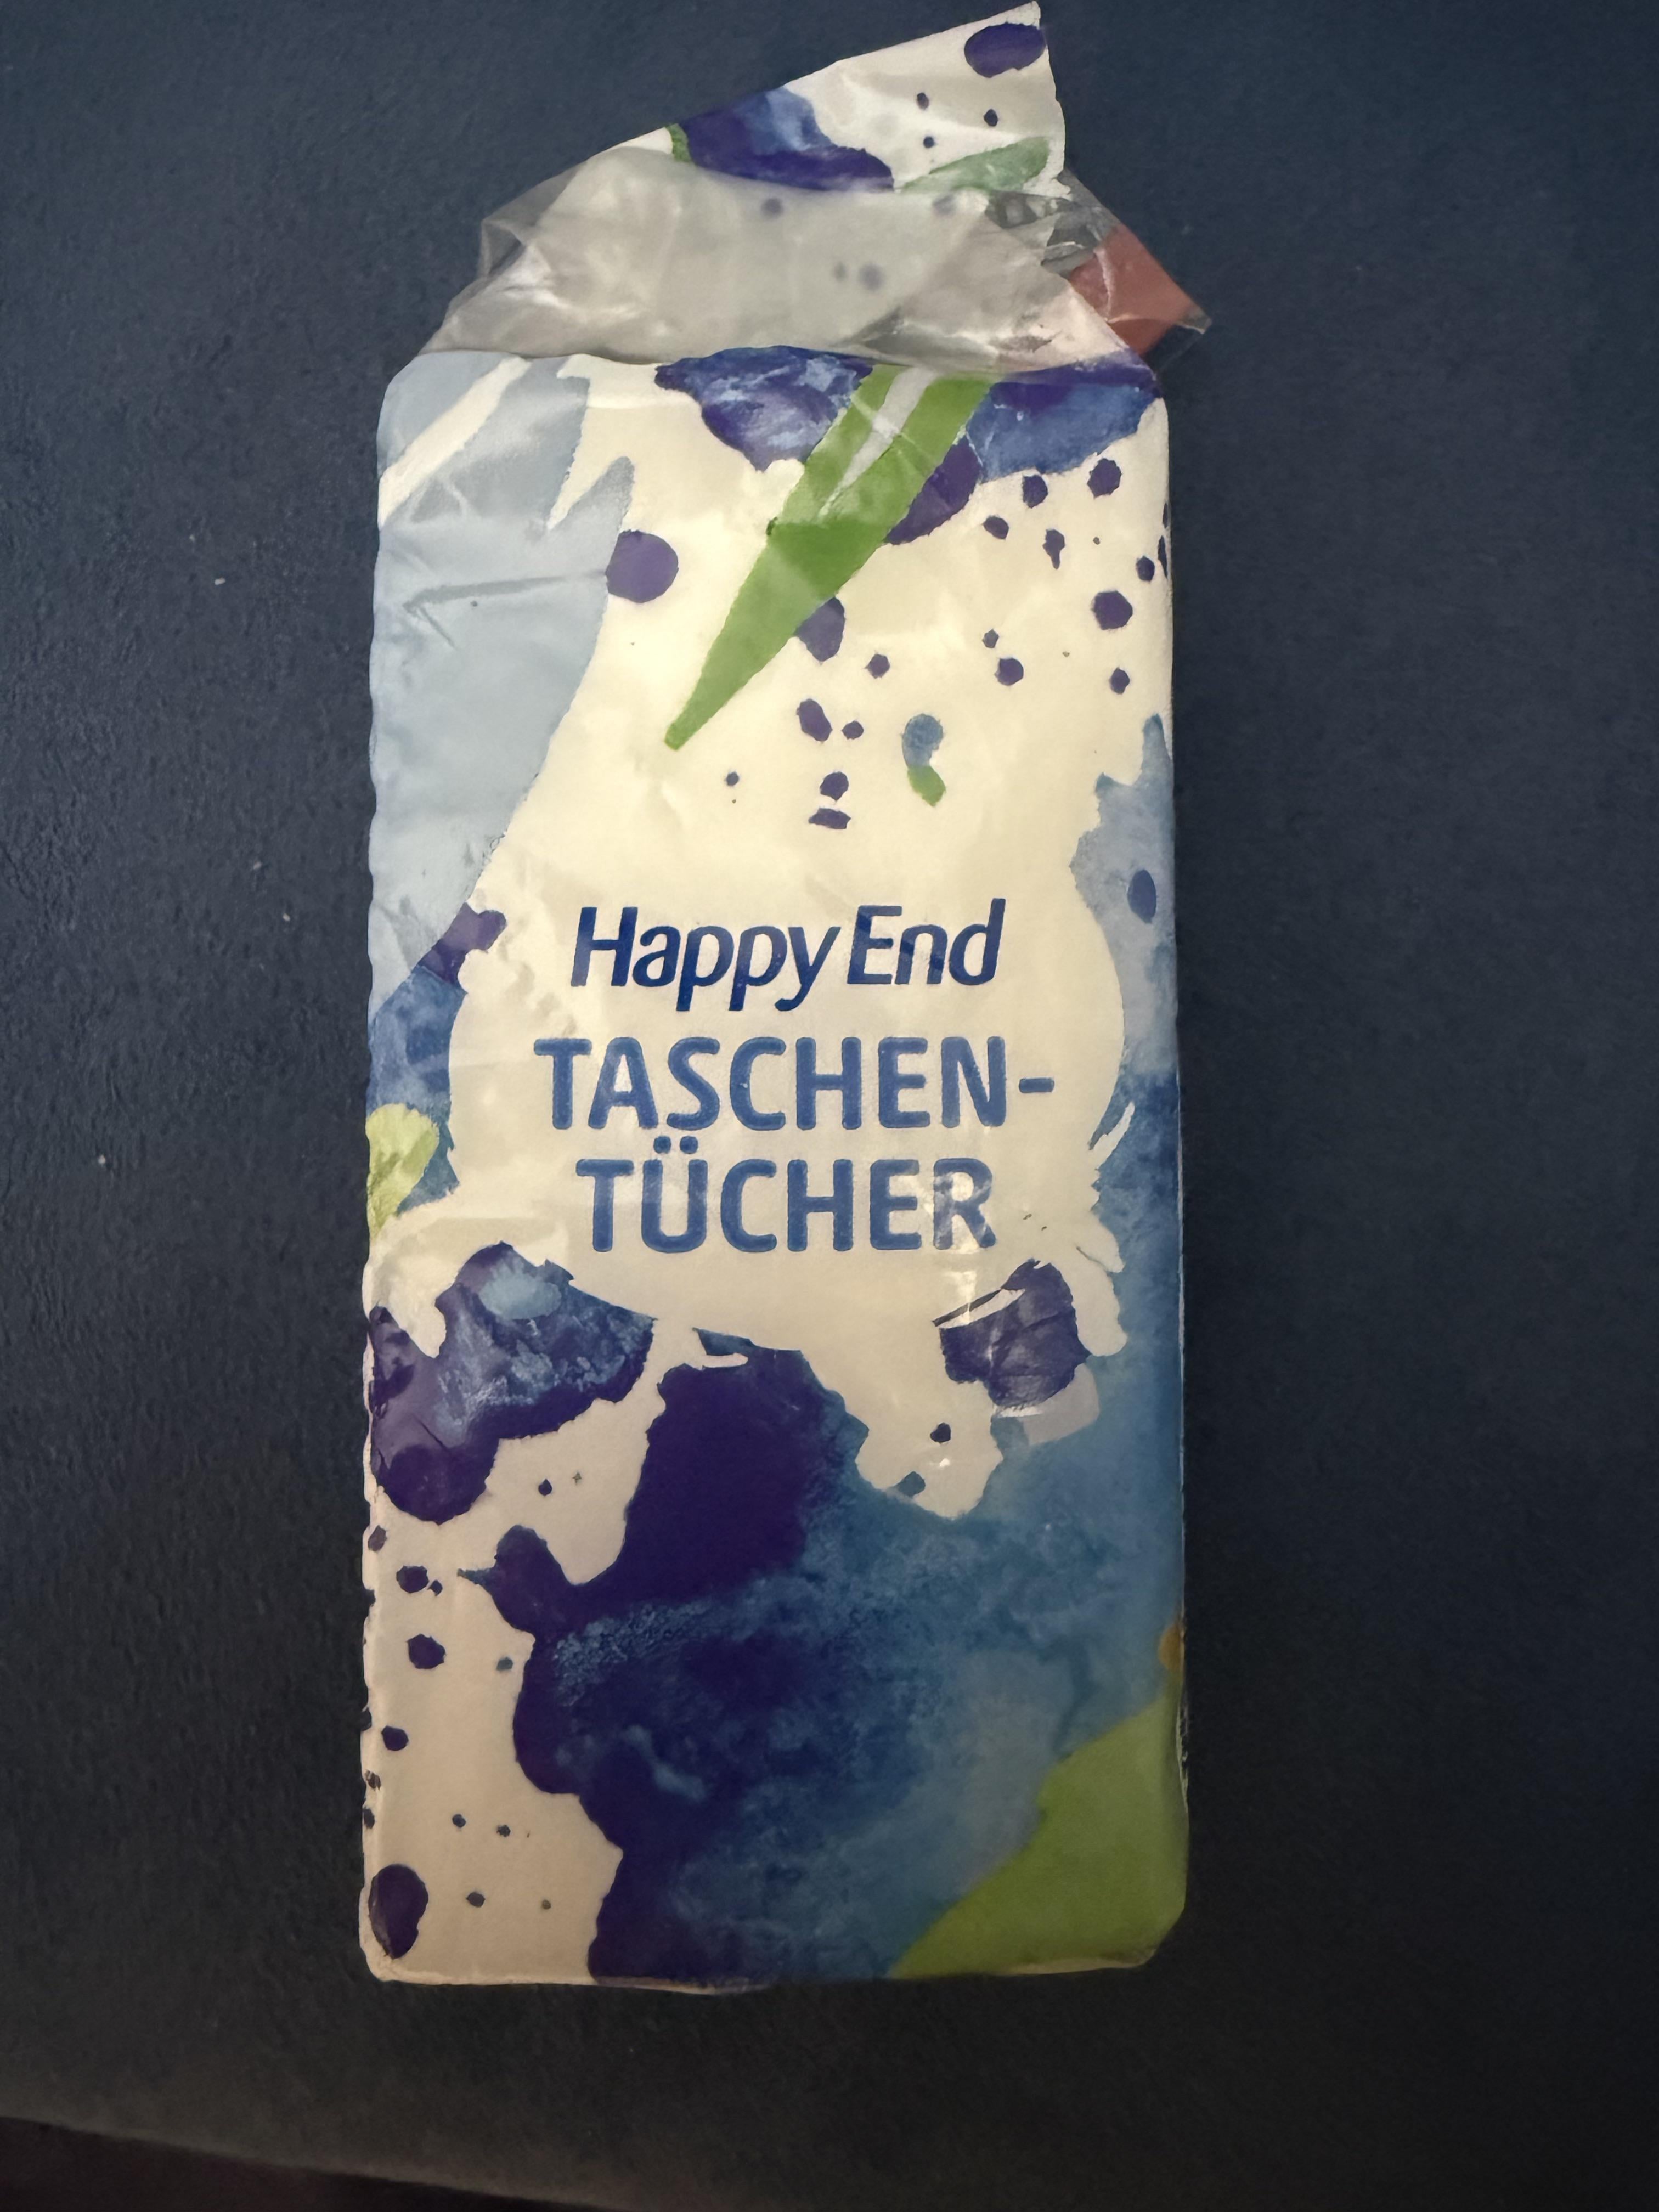 Happy End
TASCHEN-
TÜCHER